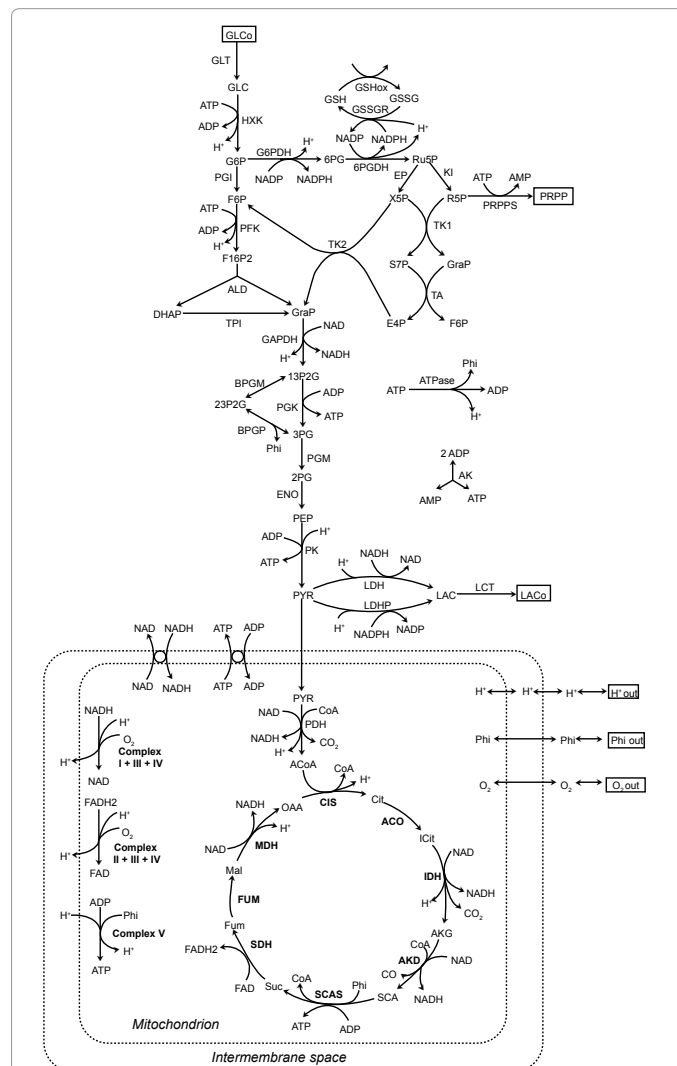 GLCo
GLT
GLC
ATP
HXK
ADP
H⁺
G6P
G6PDH
H⁺
NADP
NADPH
6PG
GSHox
GSH
GSSG
GSSGR
NADP
NADPH
H⁺
6PGDH
Ru5P
PGI
EP
KI
ATP
AMP
F6P
X5P
R5P
PRPPS
PRPP
ATP
ADP
PFK
H⁺
TK1
F16P2
TK2
S7P
GraP
ALD
TA
DHAP
TPI
GraP
E4P
F6P
GAPDH
NAD
H⁺
NADH
13P2G
BPGM
ADP
23P2G
PGK
ATP
BPGP
Phi
3PG
ATP
ATPase
Phi
ADP
H⁺
PGM
2PG
ENO
2 ADP
AK
AMP
ATP
PEP
ADP
H⁺
ATP
PK
NADH
H⁺
NAD
LDH
PYR
LAC
LCT
LACo
LDHP
H⁺
NADPH
NADP
NAD
NADH
ATP
ADP
NAD
NADH
ATP
ADP
PYR
H⁺
H⁺
H⁺
H⁺ out
NADH
H⁺
O₂
H⁺
Complex
I + III + IV
NAD
NAD
CoA
PDH
NADH
CO₂
H⁺
Phi
Phi
Phi out
ACoA
CoA
H⁺
O₂
O₂
O₂ out
FADH2
H⁺
O₂
H⁺
Complex
II + III + IV
FAD
NADH
OAA
CIS
Cit
H⁺
ACO
NAD
MDH
ICit
Mal
IDH
NAD
NADH
H⁺
CO₂
FUM
ADP
H⁺
Phi
Complex V
H⁺
ATP
Fum
AKG
SDH
CoA
FADH2
AKD
NAD
CO
FAD
Suc
CoA
SCAS
Phi
SCA
NADH
ATP
ADP
Mitochondrion
Intermembrane space